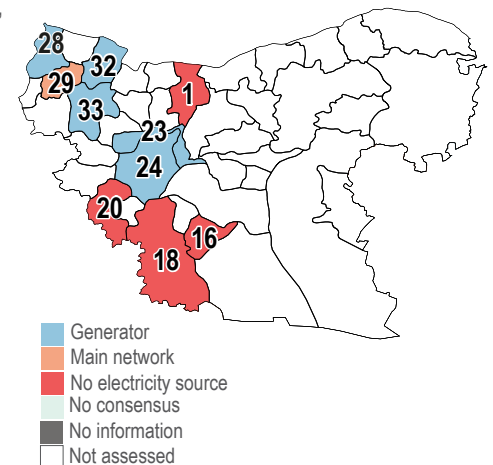 28
32
29
1
33
23
24
20
16
18
Generator
Main network
No electricity source
No consensus
No information
Not assessed